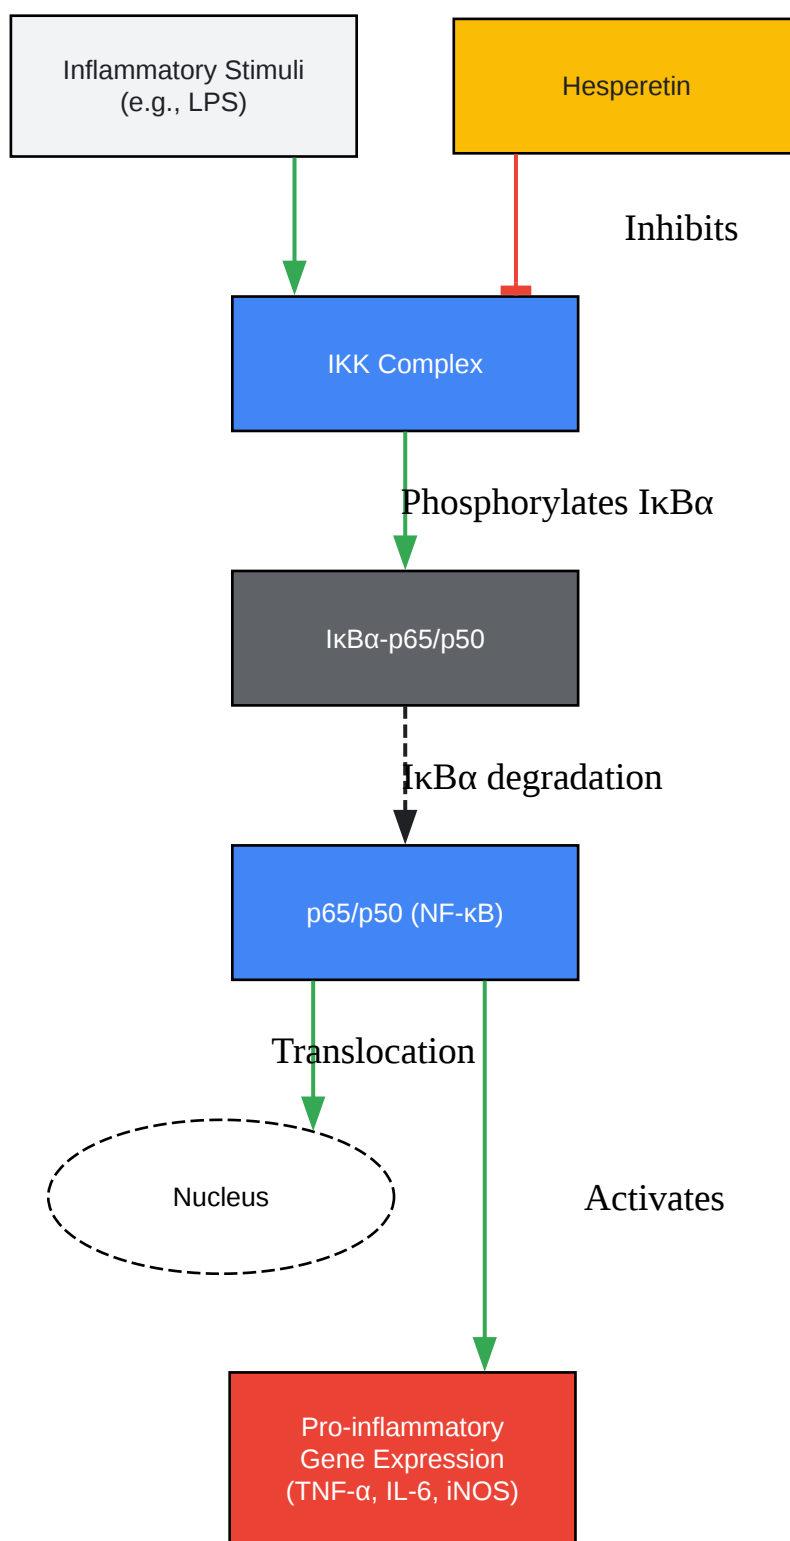 Inflammatory Stimuli
(e.g., LPS)
Hesperetin
Inhibits
IKK Complex
Phosphorylates IκBα
IκBα-p65/p50
IκBα degradation
p65/p50 (NF-κB)
Translocation
Nucleus
Activates
Pro-inflammatory
Gene Expression
(TNF-α, IL-6, iNOS)